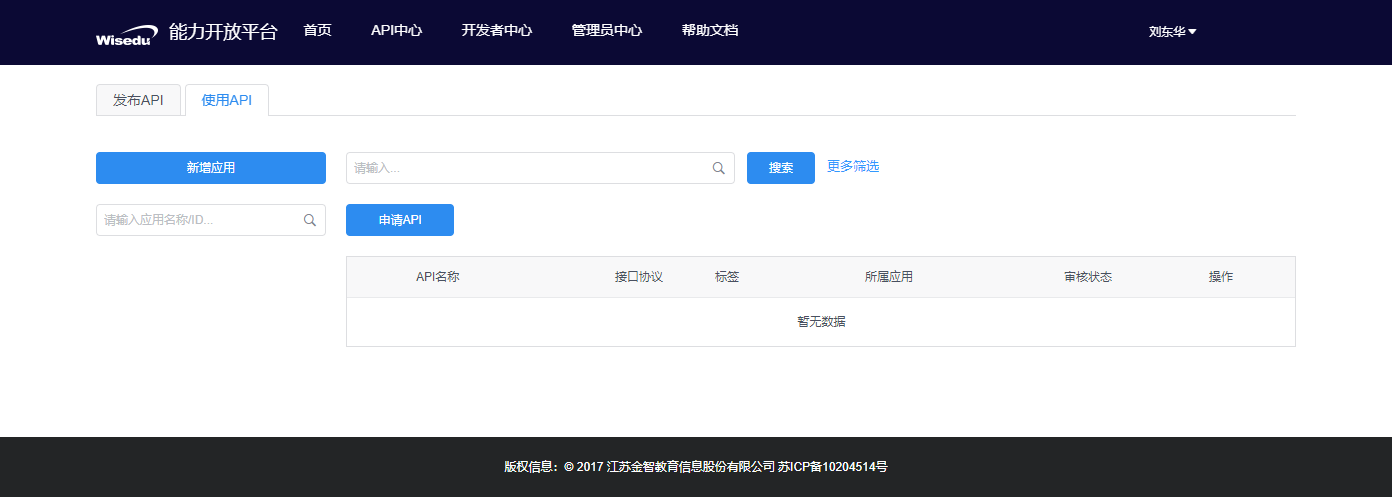 Wisedu 能力开放平台 首页 API中心 开发者中心 管理员中心 帮助文档 刘东华
发布API 使用API
新增应用 请输入... 搜索 更多筛选
请输入应用名称/ID... 申请API
API名称 接口协议 标签 所属应用 审核状态 操作
暂无数据
版权信息：© 2017 江苏金智教育信息股份有限公司 苏ICP备10204514号